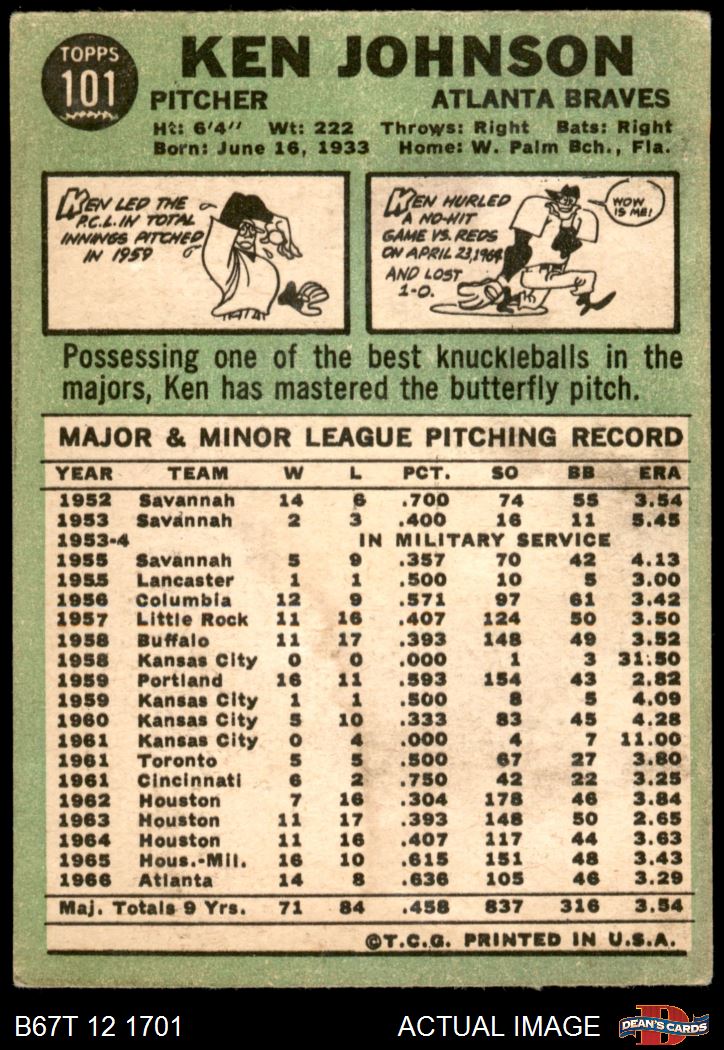 TOPPS
101
KEN JOHNSON
PITCHER ATLANTA BRAVES
Ht: 6'4" Wt: 222 Throws: Right Bats: Right
Born: June 16, 1933 Home: W. Palm Bch., Fla.
KEN LED THE
P.C.L. IN TOTAL
INNINGS PITCHED
IN 1959
KEN HURLED
A NO-HIT
GAME VS. REDS
ON APRIL 23, 1964
AND LOST
1-0.
WOW
IS ME!
Possessing one of the best knuckleballs in the
majors, Ken has mastered the butterfly pitch.
MAJOR & MINOR LEAGUE PITCHING RECORD
YEAR TEAM W L PCT. SO BB ERA
1952 Savannah 14 6 .700 74 55 3.54
1953 Savannah 2 3 .400 16 11 5.45
1953-4 IN MILITARY SERVICE
1955 Savannah 5 9 .357 70 42 4.13
1955 Lancaster 1 1 .500 10 5 3.00
1956 Columbia 12 9 .571 97 61 3.42
1957 Little Rock 11 16 .407 124 50 3.50
1958 Buffalo 11 17 .393 148 49 3.52
1958 Kansas City 0 0 .000 1 3 31.50
1959 Portland 16 11 .593 154 43 2.82
1959 Kansas City 1 1 .500 8 5 4.09
1960 Kansas City 5 10 .333 83 45 4.28
1961 Kansas City 0 4 .000 4 7 11.00
1961 Toronto 5 5 .500 67 27 3.80
1961 Cincinnati 6 2 .750 42 22 3.25
1962 Houston 7 16 .304 178 46 3.84
1963 Houston 11 17 .393 148 50 2.65
1964 Houston 11 16 .407 117 44 3.63
1965 Hous.-Mil. 16 10 .615 151 48 3.43
1966 Atlanta 14 8 .636 105 46 3.29
Maj. Totals 9 Yrs. 71 84 .458 837 316 3.54
©T.C.G. PRINTED IN U.S.A.
B67T 12 1701 ACTUAL IMAGE
D
DEAN'S CARDS